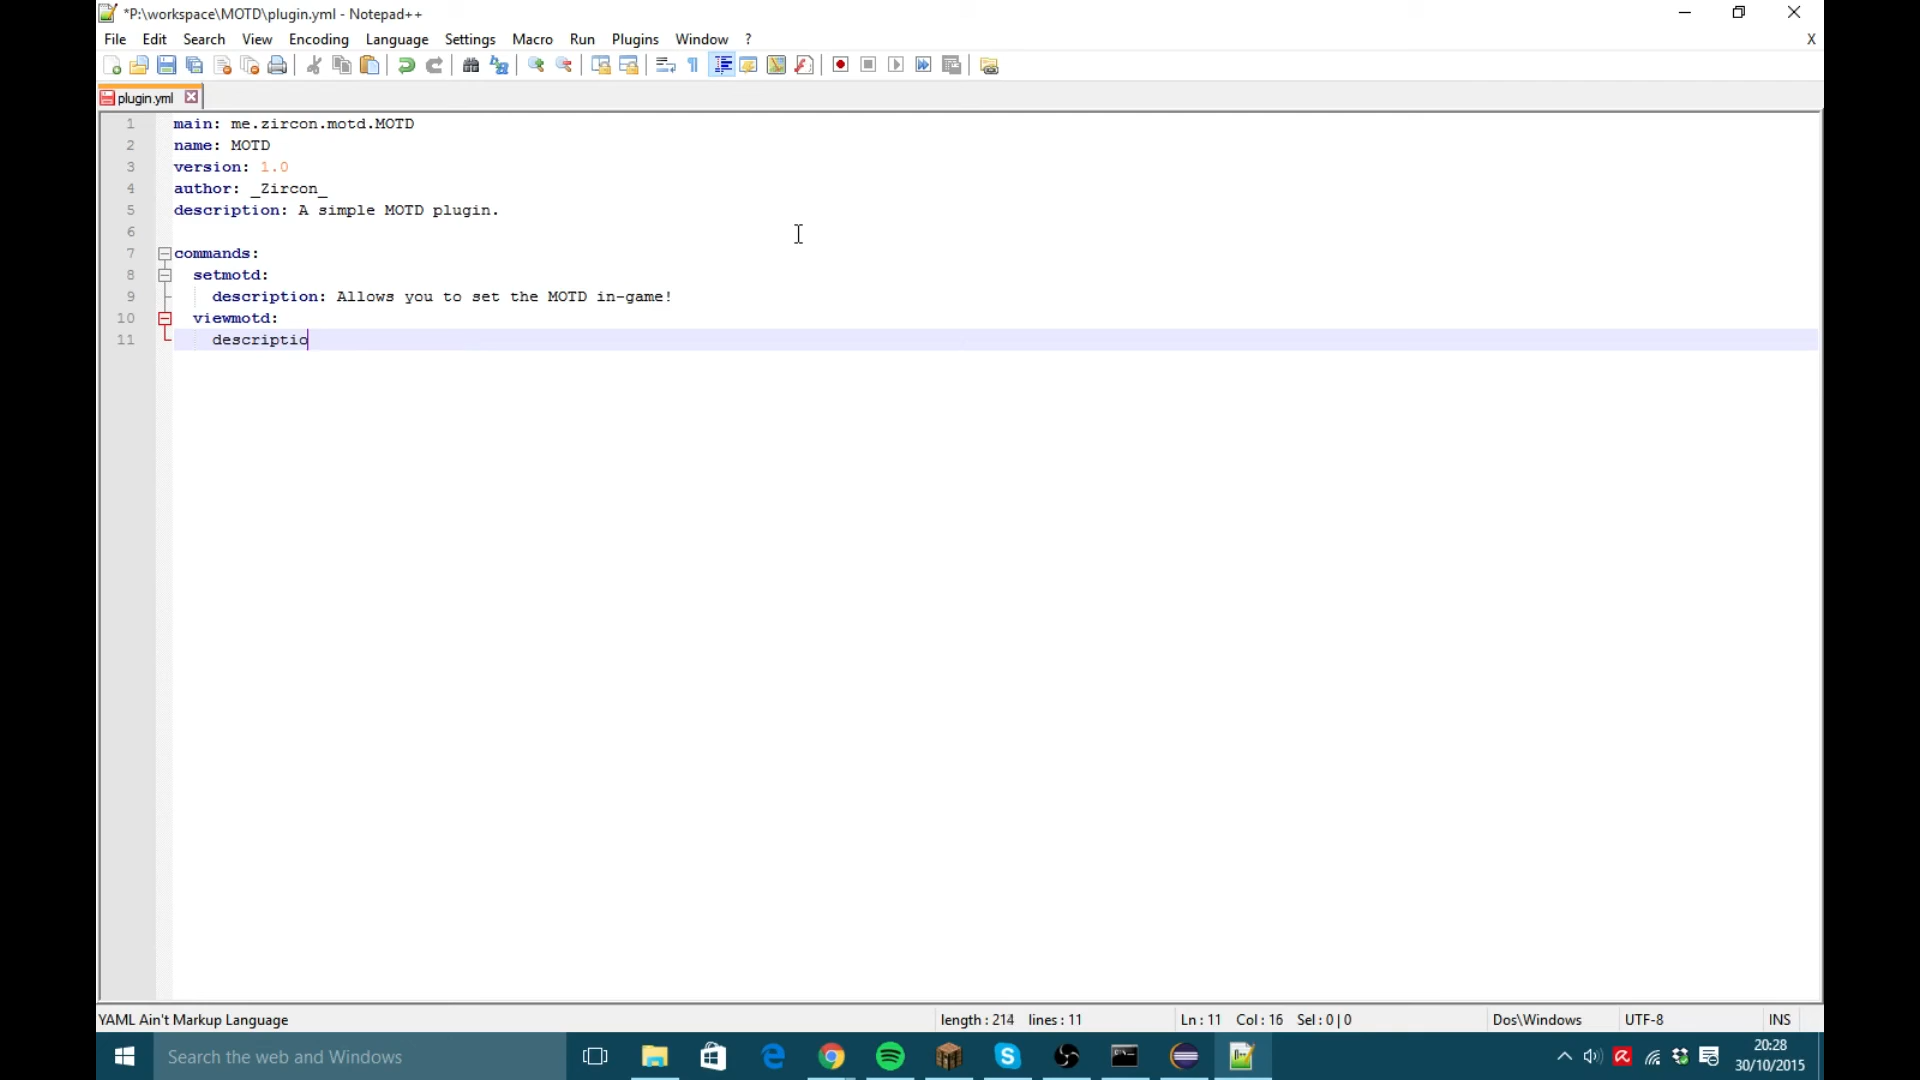 *P:\workspace\MOTD\plugin.yml - Notepad++
File Edit Search View Encoding Language Settings Macro Run Plugins Window ? X
plugin.yml
1 main: me.zircon.motd.MOTD
2 name: MOTD
3 version: 1.0
4 author: _Zircon_
5 description: A simple MOTD plugin.
6
7 commands:
8 setmotd:
9 description: Allows you to set the MOTD in-game!
10 viewmotd:
11 descriptio
YAML Ain't Markup Language length : 214 lines : 11 Ln : 11 Col : 16 Sel : 0 | 0 Dos\Windows UTF-8 INS
Search the web and Windows
20:28
30/10/2015